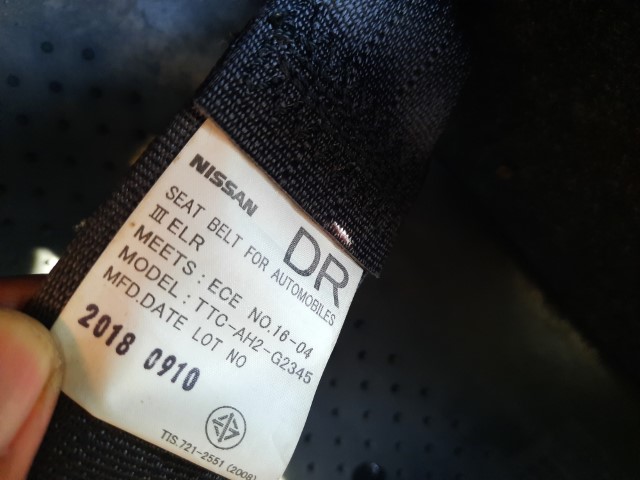 NISSAN
DR
SEAT BELT FOR AUTOMOBILES
III ELR
MEETS : ECE NO.16-04
MODEL : TTC-AH2-G2345
MFD.DATE LOT NO
2018 0910
TIS.721-2551 (2008)